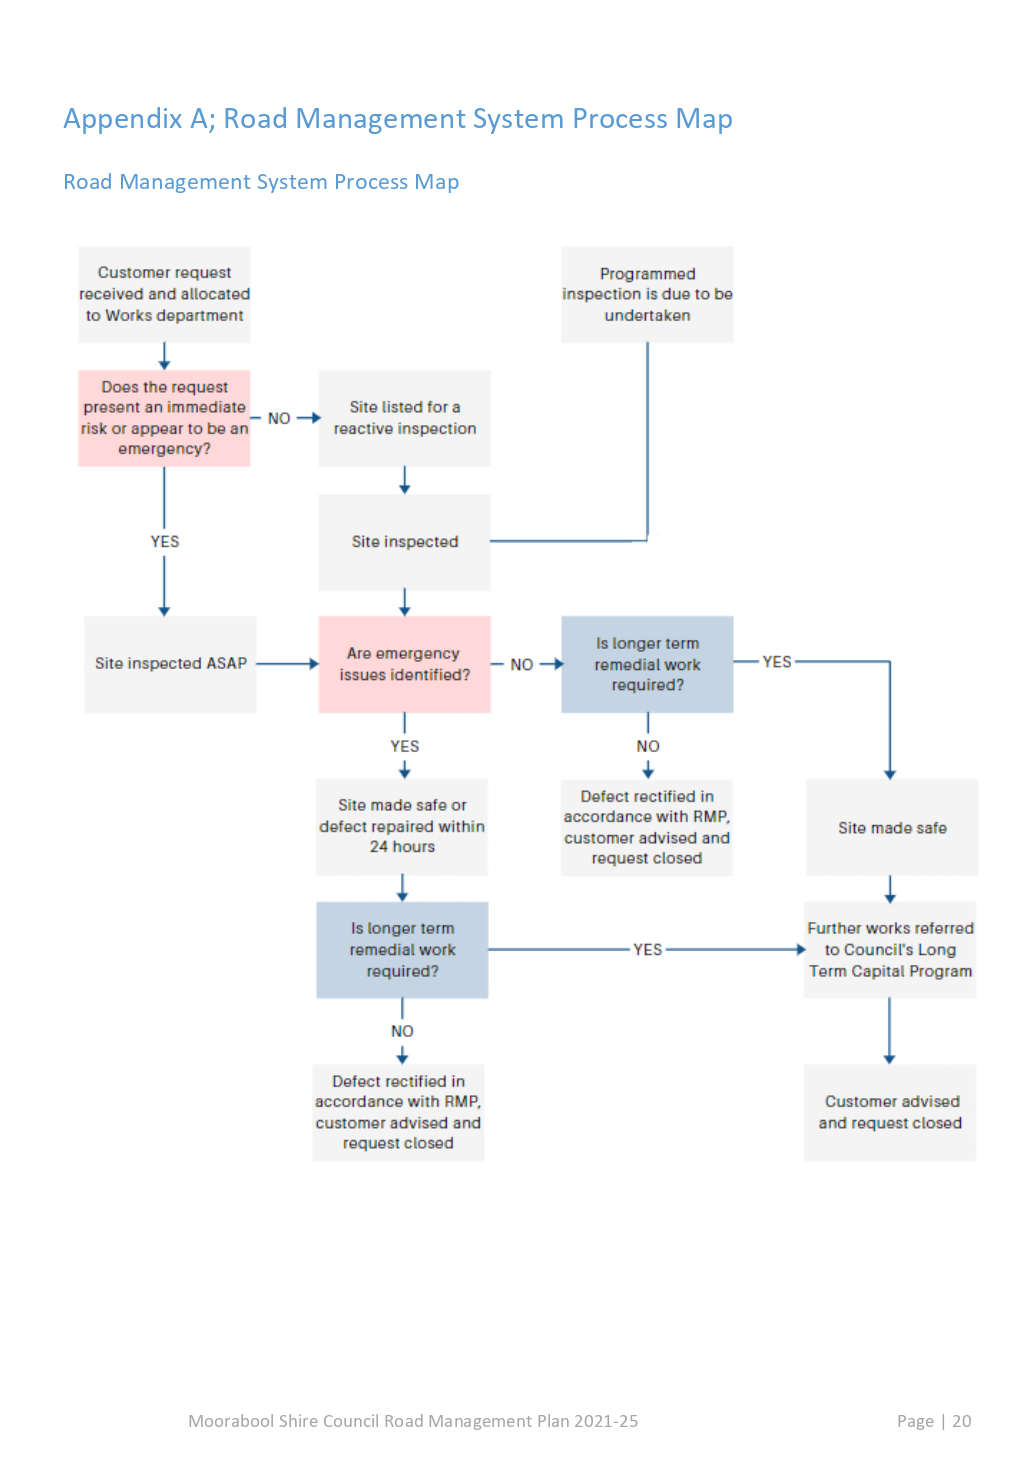 Appendix A; Road Management System Process Map
Road Management System Process Map
Customer request
received and allocated
to Works department
Programmed
inspection is due to be
undertaken
Does the request
present an immediate
risk or appear to be an
emergency?
NO
Site listed for a
reactive inspection
YES
Site inspected
Site inspected ASAP
Are emergency
issues identified?
NO
Is longer term
remedial work
required?
YES
YES
NO
Site made safe or
defect repaired within
24 hours
Defect rectified in
accordance with RMP,
customer advised and
request closed
Site made safe
Is longer term
remedial work
required?
YES
Further works referred
to Council's Long
Term Capital Program
NO
Defect rectified in
accordance with RMP,
customer advised and
request closed
Customer advised
and request closed
Moorabool Shire Council Road Management Plan 2021-25
Page | 20